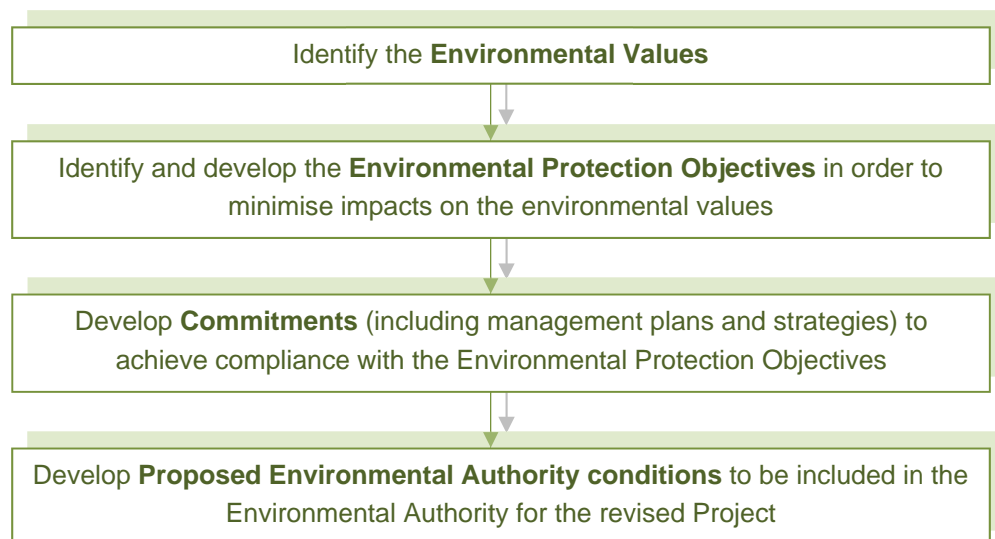 Identify the Environmental Values
Identify and develop the Environmental Protection Objectives in order to
minimise impacts on the environmental values
Develop Commitments (including management plans and strategies) to
achieve compliance with the Environmental Protection Objectives
Develop Proposed Environmental Authority conditions to be included in the
Environmental Authority for the revised Project